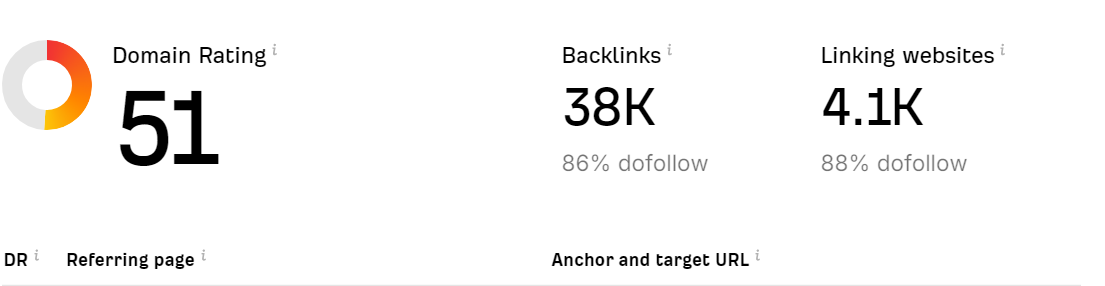 Domain Rating i
Backlinks i
Linking websites i
51
38K
4.1K
86% dofollow
88% dofollow
DR i
Referring page i
Anchor and target URL i